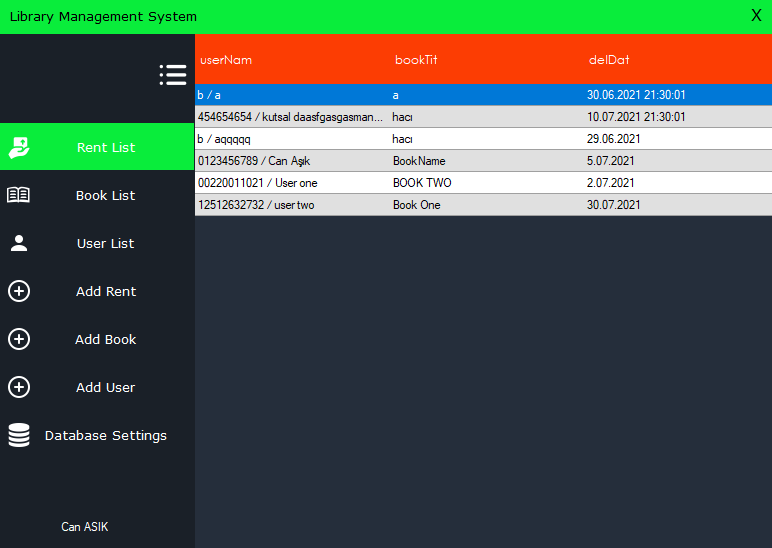 Library Management System X
userNam bookTit delDat
b / a a 30.06.2021 21:30:01
454654654 / kutsal daasfgasgasman... hacı 10.07.2021 21:30:01
b / aqqqqq hacı 29.06.2021
0123456789 / Can Aşık BookName 5.07.2021
00220011021 / User one BOOK TWO 2.07.2021
12512632732 / user two Book One 30.07.2021
Rent List
Book List
User List
Add Rent
Add Book
Add User
Database Settings
Can ASIK